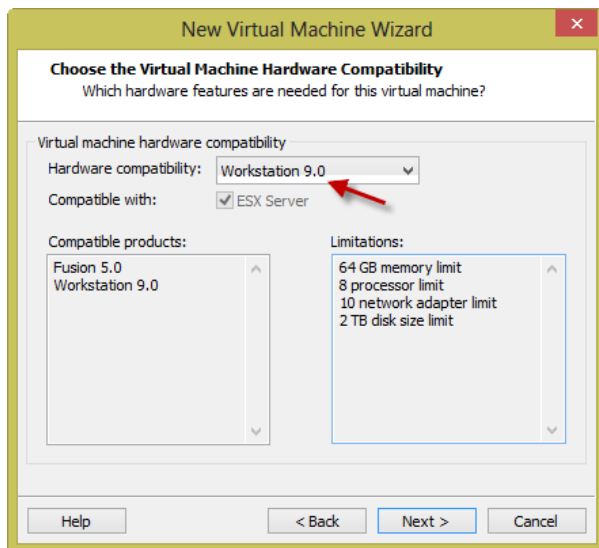 New Virtual Machine Wizard
Choose the Virtual Machine Hardware Compatibility
Which hardware features are needed for this virtual machine?
Virtual machine hardware compatibility
Hardware compatibility: Workstation 9.0
Compatible with: ESX Server
Compatible products:
Fusion 5.0
Workstation 9.0
Limitations:
64 GB memory limit
8 processor limit
10 network adapter limit
2 TB disk size limit
Help < Back Next > Cancel